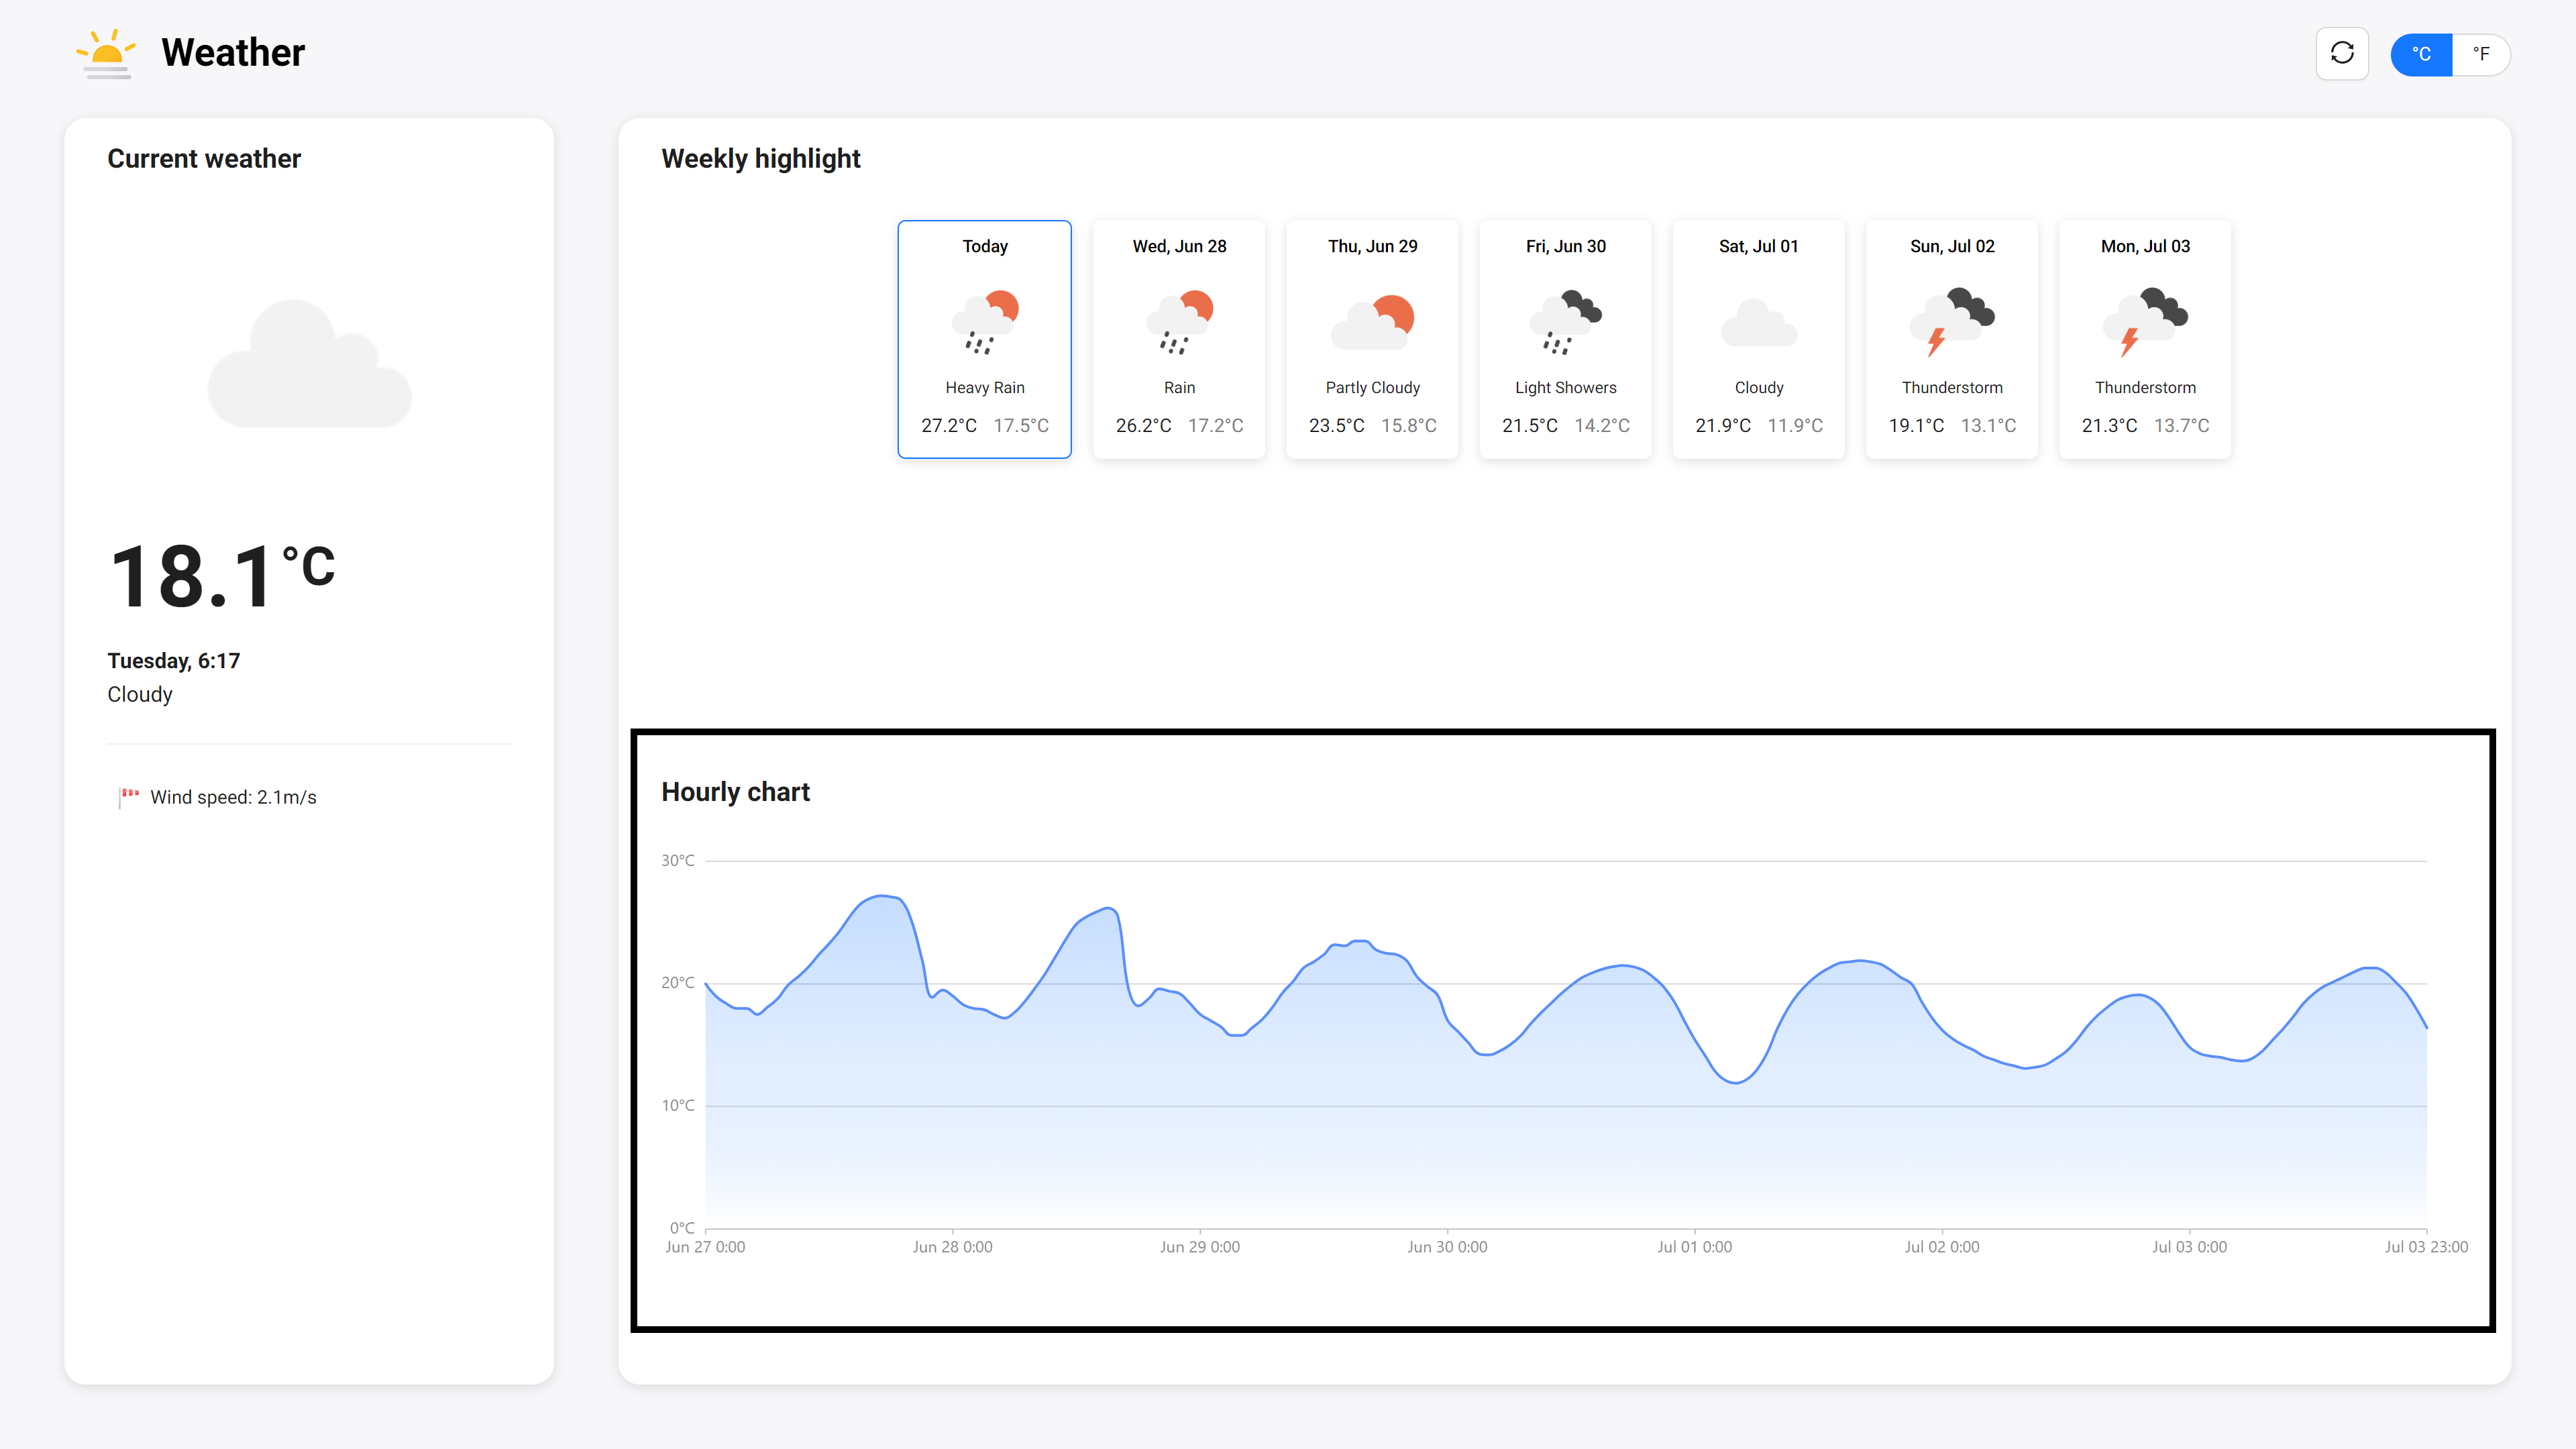 Weather
°C °F
Current weather
18.1°C
Tuesday, 6:17
Cloudy
Wind speed: 2.1m/s
Weekly highlight
Today
Heavy Rain
27.2°C 17.5°C
Wed, Jun 28
Rain
26.2°C 17.2°C
Thu, Jun 29
Partly Cloudy
23.5°C 15.8°C
Fri, Jun 30
Light Showers
21.5°C 14.2°C
Sat, Jul 01
Cloudy
21.9°C 11.9°C
Sun, Jul 02
Thunderstorm
19.1°C 13.1°C
Mon, Jul 03
Thunderstorm
21.3°C 13.7°C
Hourly chart
30°C
20°C
10°C
0°C
Jun 27 0:00 Jun 28 0:00 Jun 29 0:00 Jun 30 0:00 Jul 01 0:00 Jul 02 0:00 Jul 03 0:00 Jul 03 23:00